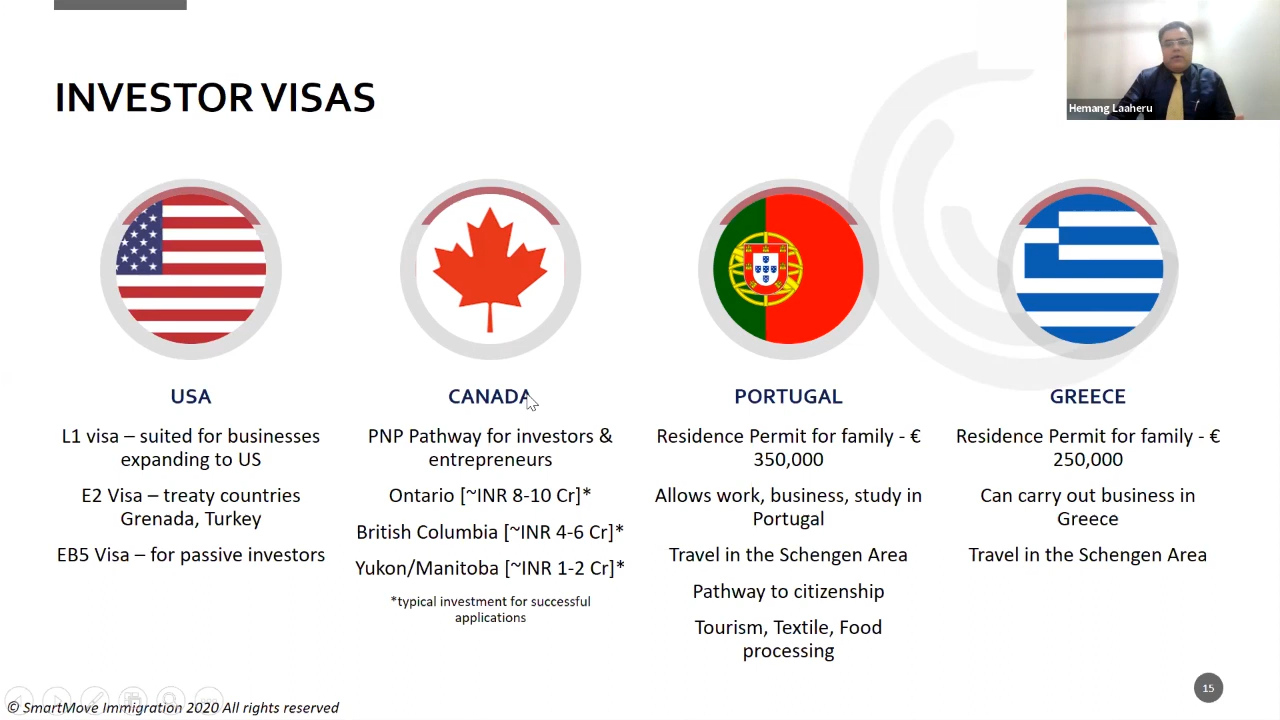 INVESTOR VISAS
Hemang Laaheru
USA
L1 visa – suited for businesses
expanding to US
E2 Visa – treaty countries
Grenada, Turkey
EB5 Visa – for passive investors
CANADA
PNP Pathway for investors &
entrepreneurs
Ontario [~INR 8-10 Cr]*
British Columbia [~INR 4-6 Cr]*
Yukon/Manitoba [~INR 1-2 Cr]*
*typical investment for successful
applications
PORTUGAL
Residence Permit for family - €
350,000
Allows work, business, study in
Portugal
Travel in the Schengen Area
Pathway to citizenship
Tourism, Textile, Food
processing
GREECE
Residence Permit for family - €
250,000
Can carry out business in
Greece
Travel in the Schengen Area
15
© SmartMove Immigration 2020 All rights reserved